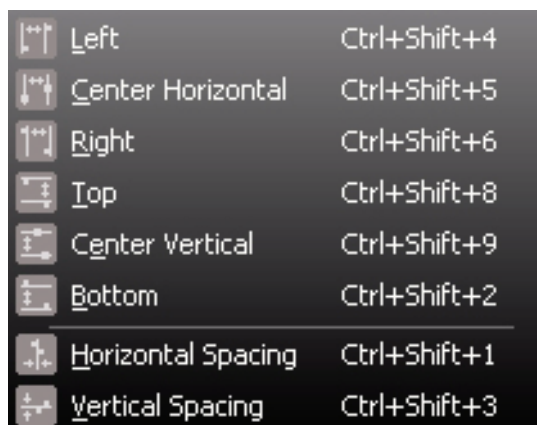 Left Ctrl+Shift+4
Center Horizontal Ctrl+Shift+5
Right Ctrl+Shift+6
Top Ctrl+Shift+8
Center Vertical Ctrl+Shift+9
Bottom Ctrl+Shift+2
Horizontal Spacing Ctrl+Shift+1
Vertical Spacing Ctrl+Shift+3